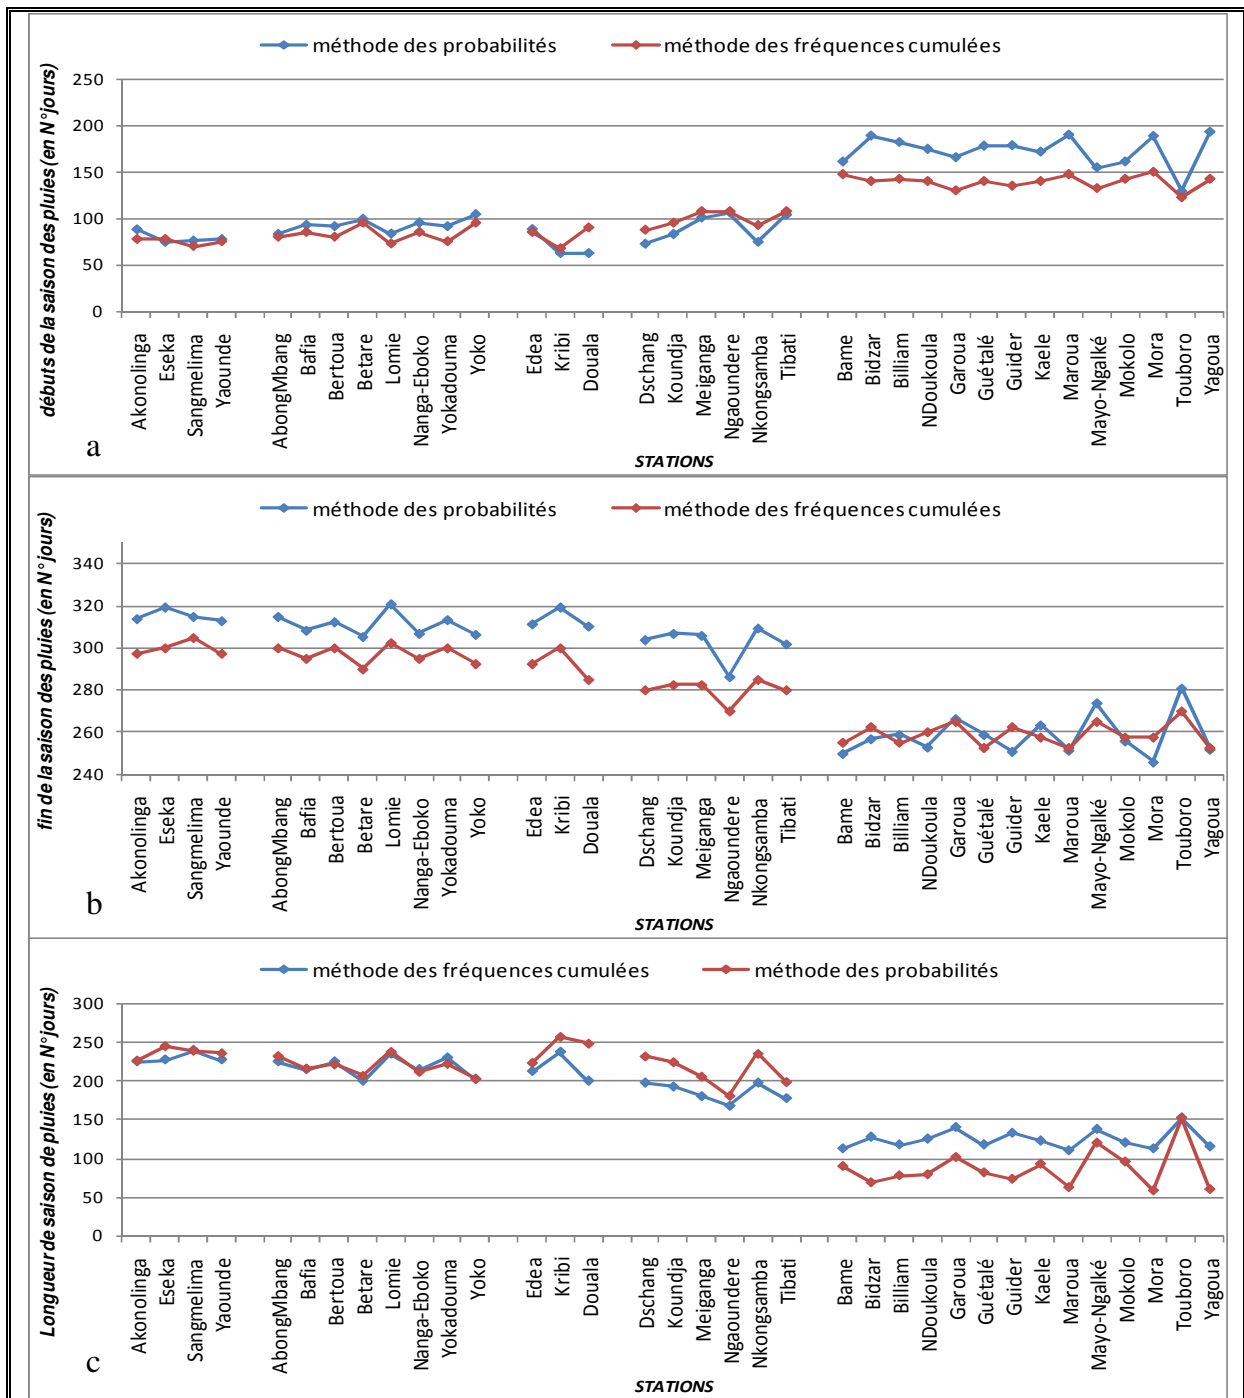 méthode des probabilités
méthode des fréquences cumulées
débuts de la saison des pluies (en N°jours)
250
200
150
100
50
0
Akonolinga
Eseka
Sangmelima
Yaounde
AbongMbang
Bafia
Bertoua
Betare
Lomie
Nanga-Eboko
Yokadouma
Yoko
Edea
Kribi
Douala
Dschang
Koundja
Meiganga
Ngaoundere
Nkongsamba
Tibati
Bame
Bidzar
Billiam
NDoukoula
Garoua
Guétalé
Guider
Kaele
Maroua
Mayo-Ngalké
Mokolo
Mora
Touboro
Yagoua
a
STATIONS
méthode des probabilités
méthode des fréquences cumulées
fin de la saison des pluies (en N°jours)
340
320
300
280
260
240
Akonolinga
Eseka
Sangmelima
Yaounde
AbongMbang
Bafia
Bertoua
Betare
Lomie
Nanga-Eboko
Yokadouma
Yoko
Edea
Kribi
Douala
Dschang
Koundja
Meiganga
Ngaoundere
Nkongsamba
Tibati
Bame
Bidzar
Billiam
NDoukoula
Garoua
Guétalé
Guider
Kaele
Maroua
Mayo-Ngalké
Mokolo
Mora
Touboro
Yagoua
b
STATIONS
méthode des fréquences cumulées
méthode des probabilités
Longueur de saison de pluies (en N°jours)
300
250
200
150
100
50
0
Akonolinga
Eseka
Sangmelima
Yaounde
AbongMbang
Bafia
Bertoua
Betare
Lomie
Nanga-Eboko
Yokadouma
Yoko
Edea
Kribi
Douala
Dschang
Koundja
Meiganga
Ngaoundere
Nkongsamba
Tibati
Bame
Bidzar
Billiam
NDoukoula
Garoua
Guétalé
Guider
Kaele
Maroua
Mayo-Ngalké
Mokolo
Mora
Touboro
Yagoua
c
STATIONS